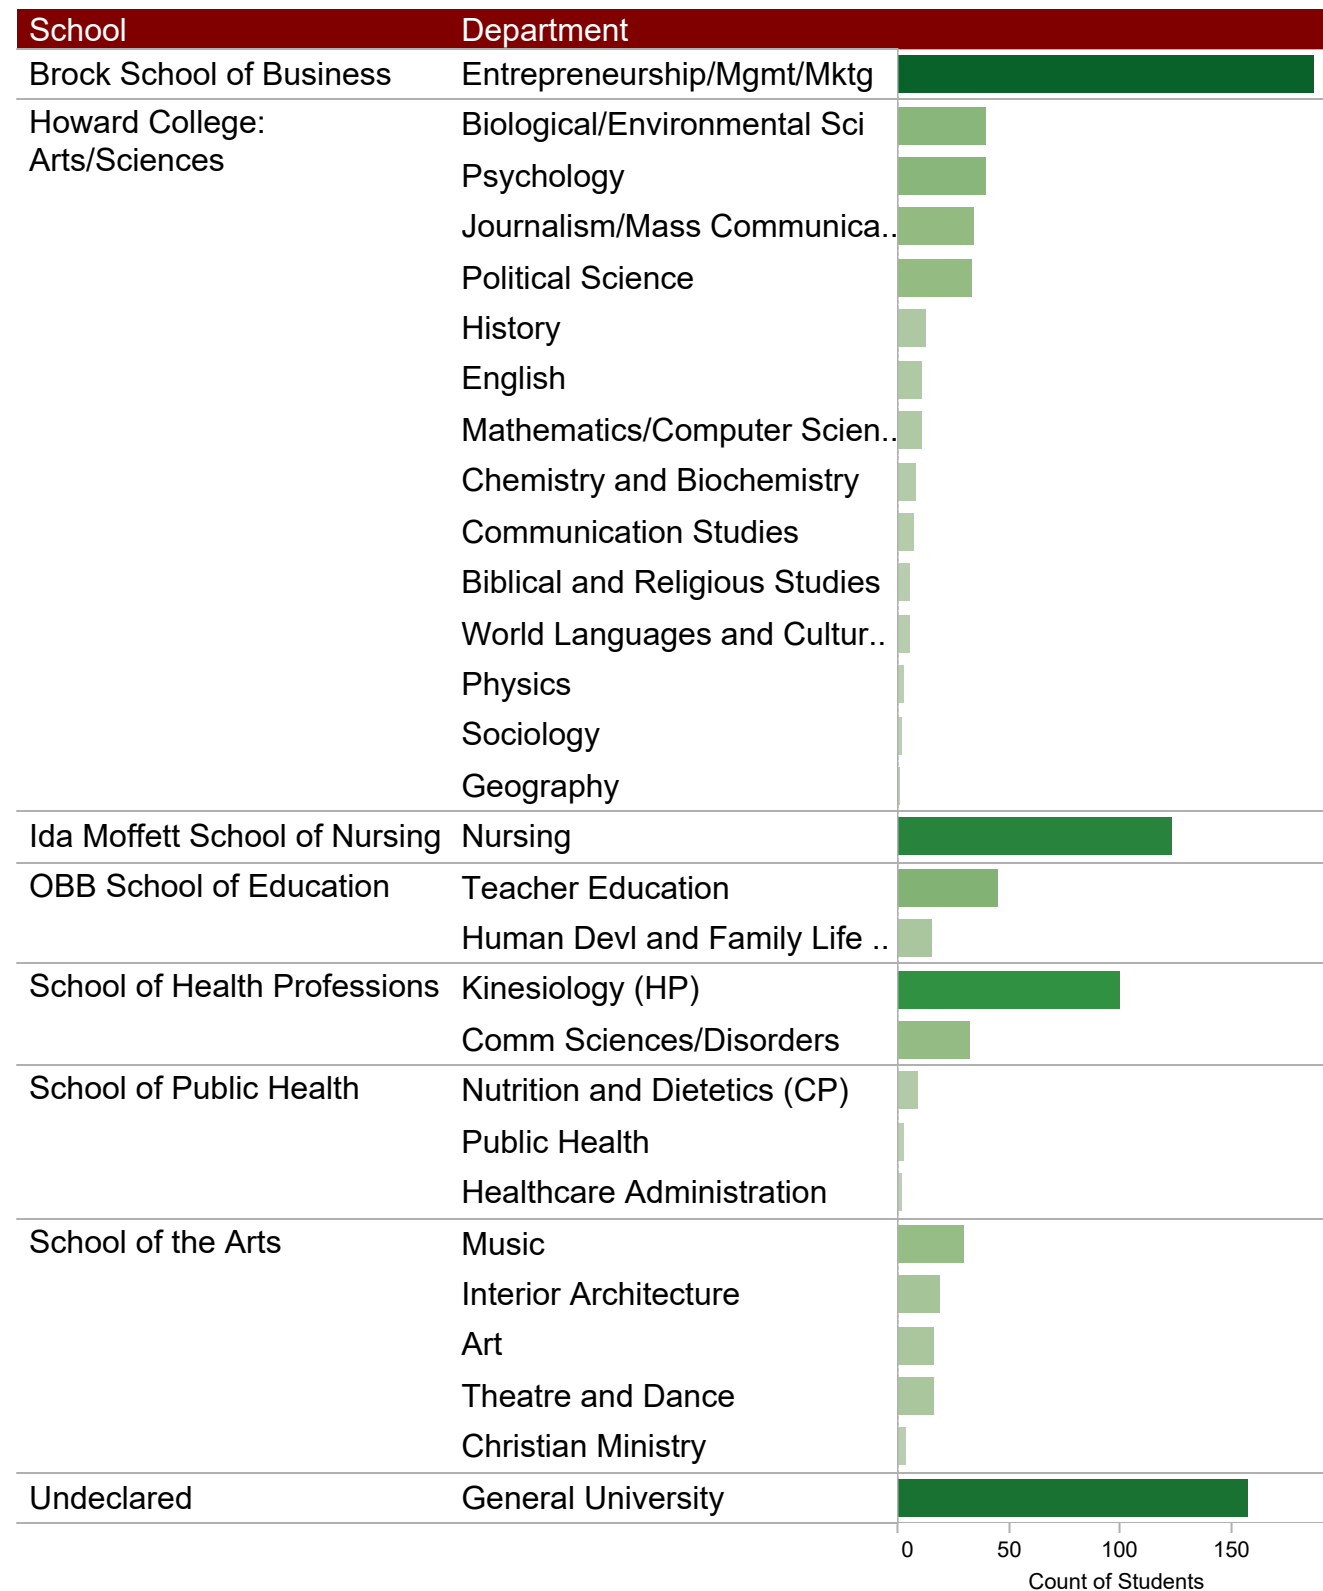 School Department
Brock School of Business Entrepreneurship/Mgmt/Mktg
Howard College:
Arts/Sciences
Biological/Environmental Sci
Psychology
Journalism/Mass Communica..
Political Science
History
English
Mathematics/Computer Scien..
Chemistry and Biochemistry
Communication Studies
Biblical and Religious Studies
World Languages and Cultur..
Physics
Sociology
Geography
Ida Moffett School of Nursing Nursing
OBB School of Education Teacher Education
Human Devl and Family Life ..
School of Health Professions Kinesiology (HP)
Comm Sciences/Disorders
School of Public Health Nutrition and Dietetics (CP)
Public Health
Healthcare Administration
School of the Arts Music
Interior Architecture
Art
Theatre and Dance
Christian Ministry
Undeclared General University
0 50 100 150
Count of Students